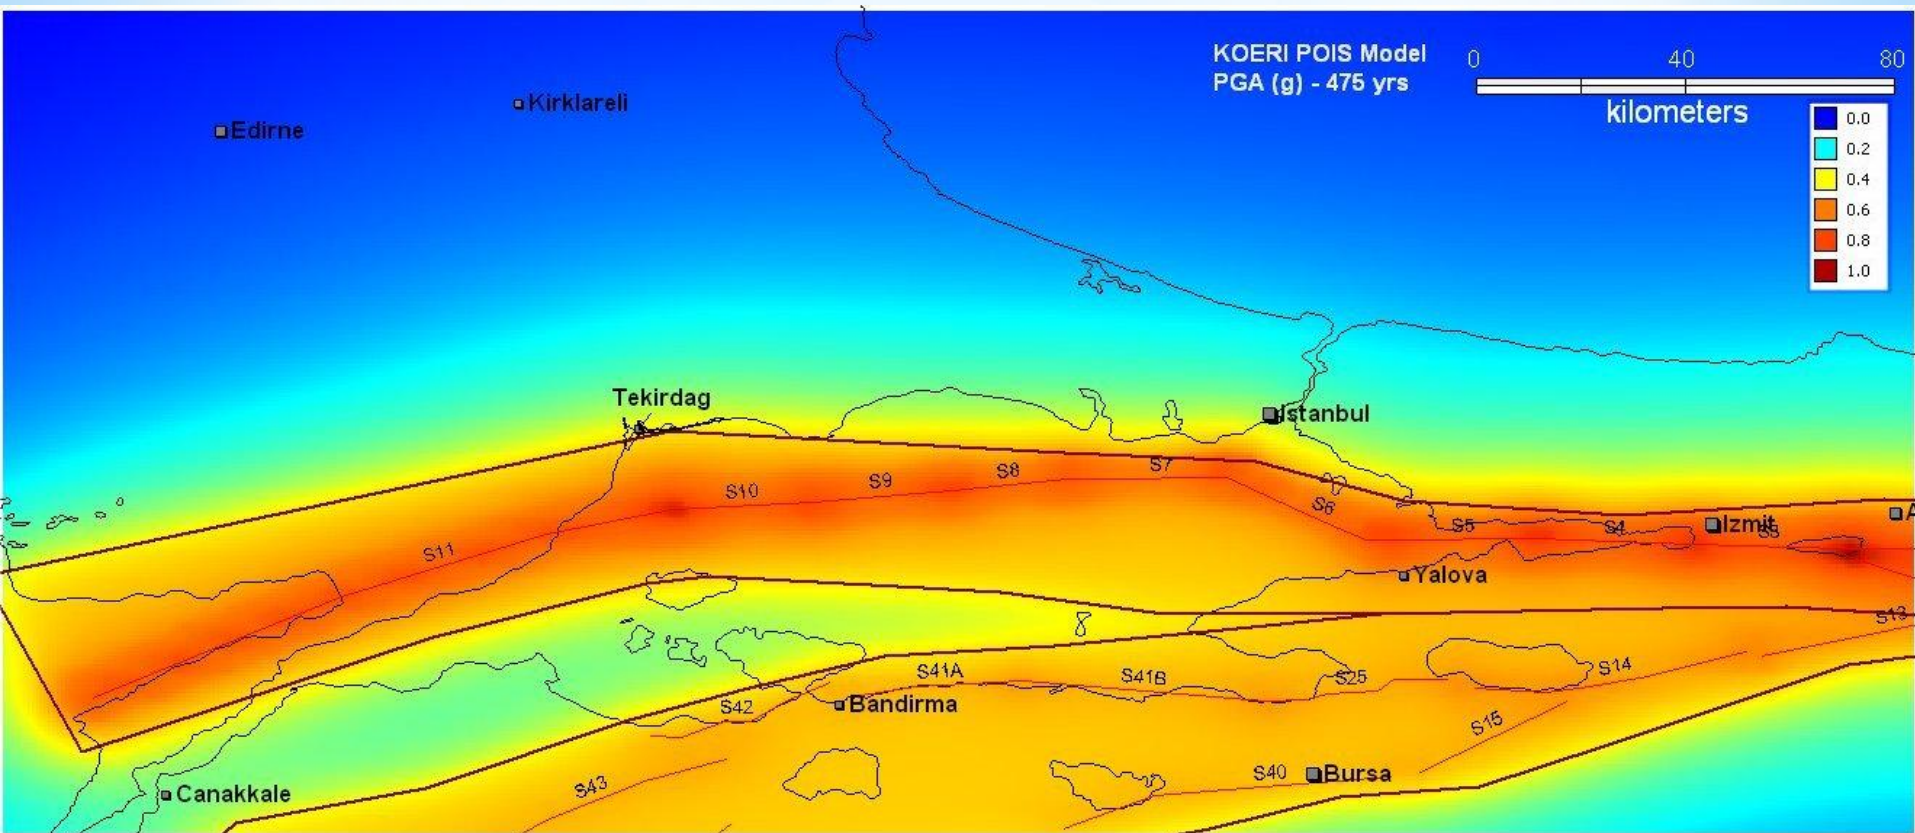 KOERI POIS Model
PGA (g) - 475 yrs
0 40 80
kilometers
0.0
0.2
0.4
0.6
0.8
1.0
Kirklareli
Edirne
Tekirdag
Istanbul
S7
S8
S9
S10
S6
S5
S4
Izmit
A
S11
Yalova
S13
S14
S41A
S41B
S25
S42
Bandirma
S15
S40
Bursa
S43
Canakkale